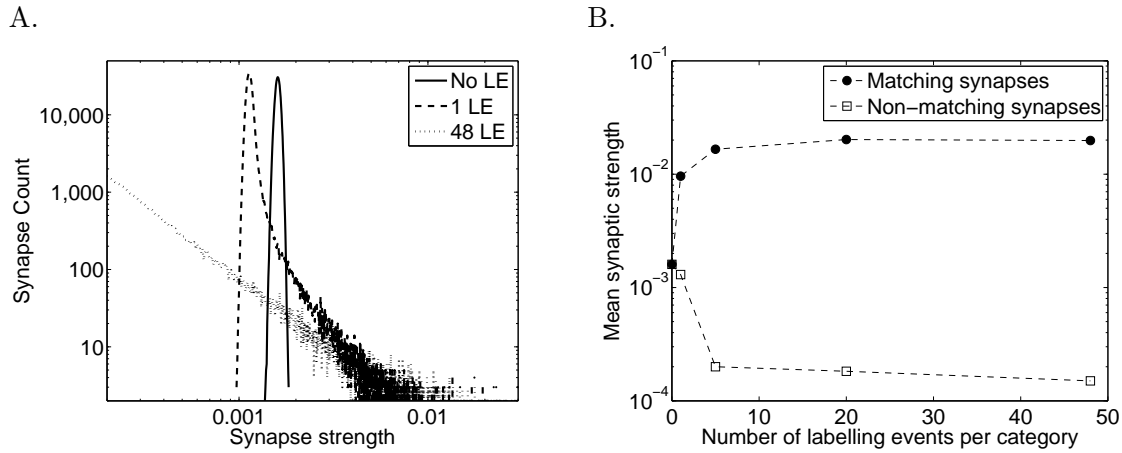 A.
No LE
1 LE
48 LE
10,000
1,000
100
10
Synapse Count
0.001
0.01
Synapse strength
B.
Matching synapses
Non−matching synapses
10−1
10−2
10−3
10−4
Mean synaptic strength
0
10
20
30
40
50
Number of labelling events per category